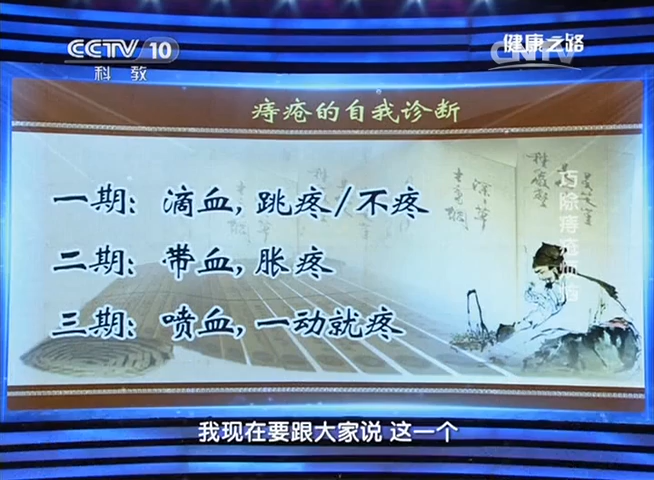 CCTV 10
科教
健康之路
CNTV
痔疮的自我诊断
一期：滴血，跳疼/不疼
二期：带血，胀疼
三期：喷血，一动就疼
我现在要跟大家说 这一个